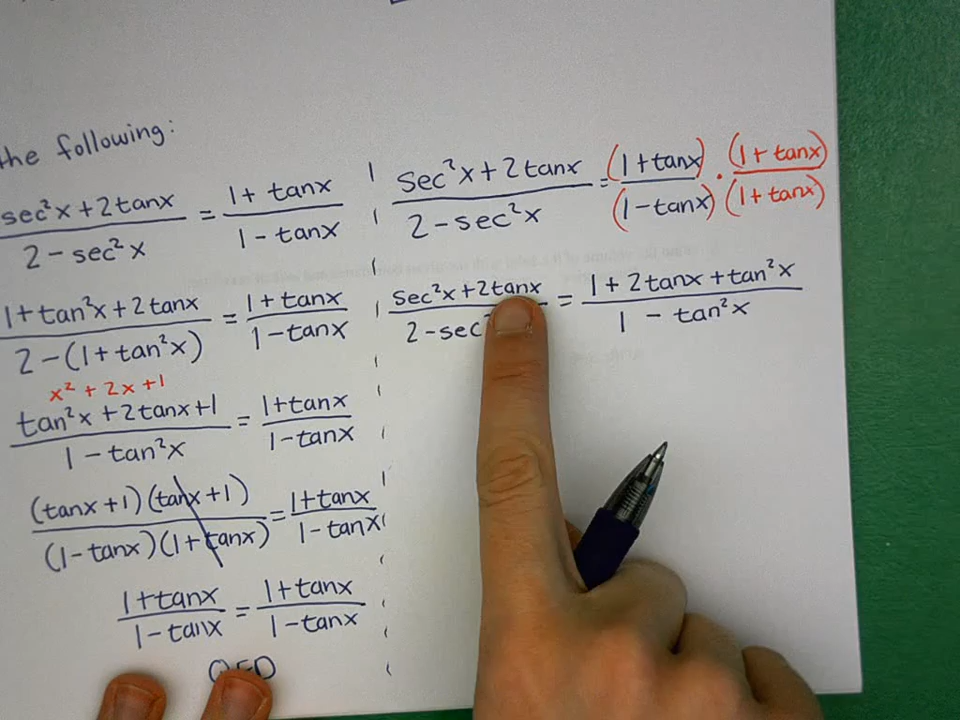 the following:
sec²x + 2tanx / 2 - sec²x = 1 + tanx / 1 - tanx
1 + tan²x + 2tanx / 2 - (1 + tan²x) = 1 + tanx / 1 - tanx
x² + 2x + 1
tan²x + 2tanx + 1 / 1 - tan²x = 1 + tanx / 1 - tanx
(tanx + 1)(tanx + 1) / (1 - tanx)(1 + tanx) = 1 + tanx / 1 - tanx
1 + tanx / 1 - tanx = 1 + tanx / 1 - tanx
QED
sec²x + 2tanx / 2 - sec²x = (1 + tanx) / (1 - tanx) · (1 + tanx) / (1 + tanx)
sec²x + 2tanx / 2 - sec² = 1 + 2tanx + tan²x / 1 - tan²x